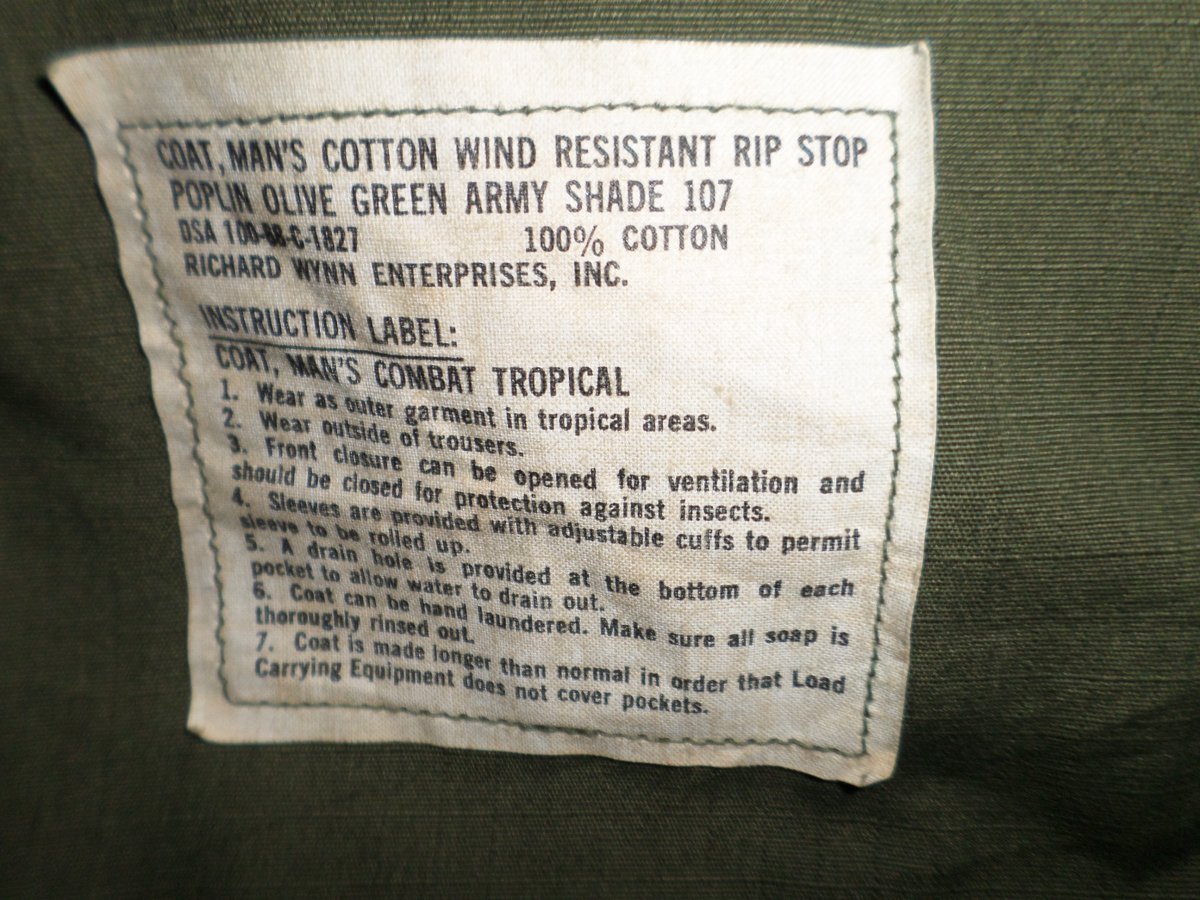 COAT, MAN'S COTTON WIND RESISTANT RIP STOP
POPLIN OLIVE GREEN ARMY SHADE 107
DSA 100-68-C-1827 100% COTTON
RICHARD WYNN ENTERPRISES, INC.
INSTRUCTION LABEL:
COAT, MAN'S COMBAT TROPICAL
1. Wear as outer garment in tropical areas.
2. Wear outside of trousers.
3. Front closure can be opened for ventilation and
should be closed for protection against insects.
4. Sleeves are provided with adjustable cuffs to permit
sleeve to be rolled up.
5. A drain hole is provided at the bottom of each
pocket to allow water to drain out.
6. Coat can be hand laundered. Make sure all soap is
thoroughly rinsed out.
7. Coat is made longer than normal in order that Load
Carrying Equipment does not cover pockets.